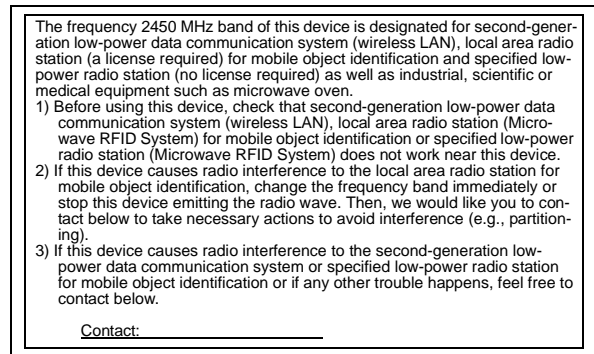 The frequency 2450 MHz band of this device is designated for second-gener-
ation low-power data communication system (wireless LAN), local area radio
station (a license required) for mobile object identification and specified low-
power radio station (no license required) as well as industrial, scientific or
medical equipment such as microwave oven.
1) Before using this device, check that second-generation low-power data
communication system (wireless LAN), local area radio station (Micro-
wave RFID System) for mobile object identification or specified low-power
radio station (Microwave RFID System) does not work near this device.
2) If this device causes radio interference to the local area radio station for
mobile object identification, change the frequency band immediately or
stop this device emitting the radio wave. Then, we would like you to con-
tact below to take necessary actions to avoid interference (e.g., partition-
ing).
3) If this device causes radio interference to the second-generation low-
power data communication system or specified low-power radio station
for mobile object identification or if any other trouble happens, feel free to
contact below.
Contact: